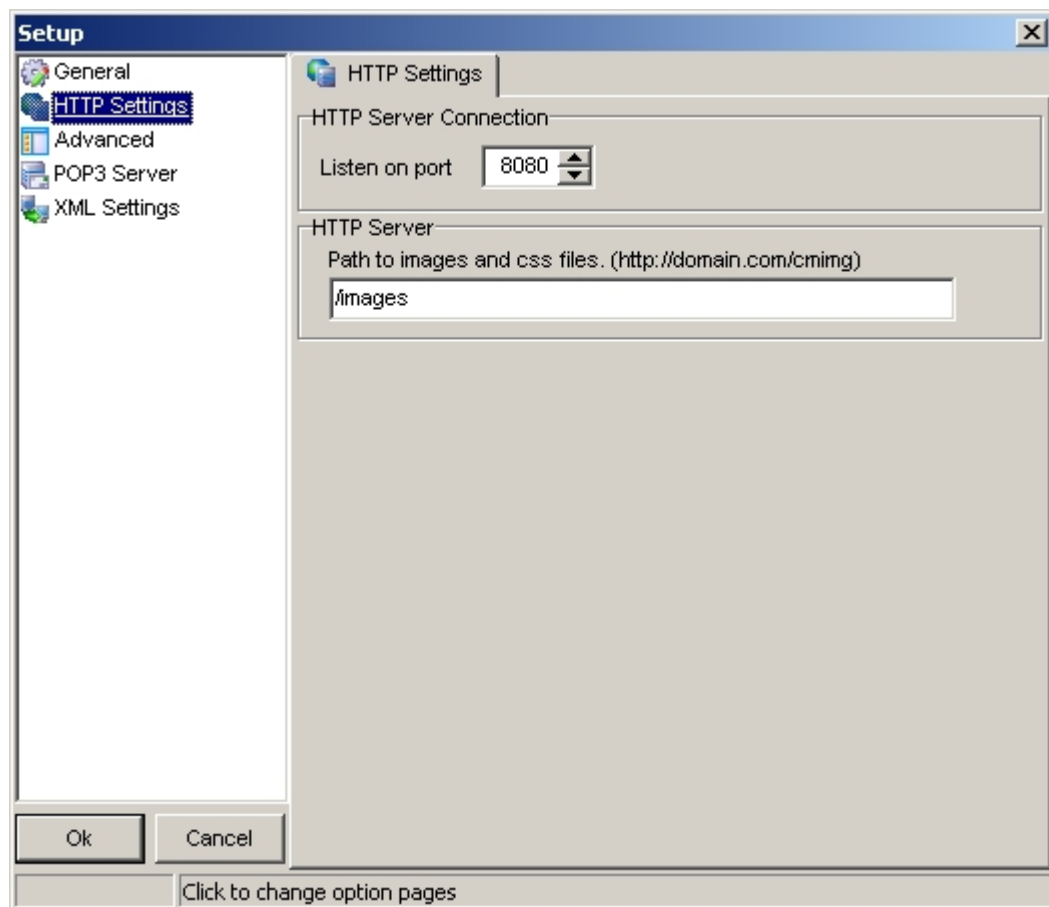 Setup
General
HTTP Settings
Advanced
POP3 Server
XML Settings
HTTP Settings
HTTP Server Connection
Listen on port 8080
HTTP Server
Path to images and css files. (http://domain.com/cmimg)
/images
Ok Cancel
Click to change option pages